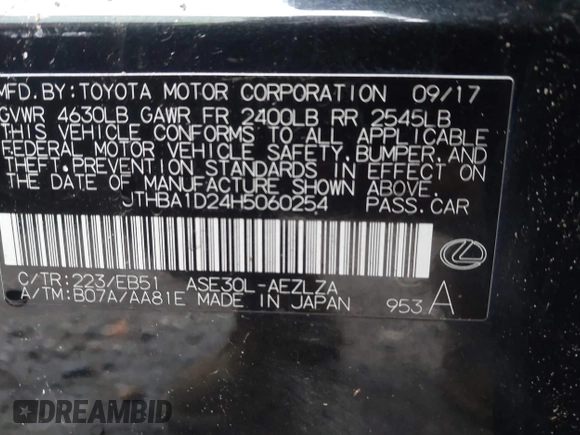 MFD. BY: TOYOTA MOTOR CORPORATION 09/17
GVWR 4630LB GAWR FR 2400LB RR 2545LB
THIS VEHICLE CONFORMS TO ALL APPLICABLE
FEDERAL MOTOR VEHICLE SAFETY, BUMPER, AND
THEFT PREVENTION STANDARDS IN EFFECT ON
THE DATE OF MANUFACTURE SHOWN ABOVE.
JTHBA1D24H5060254 PASS. CAR
C/TR: 223/EB51 ASE30L-AEZLZA
A/TM: B07A/AA81E MADE IN JAPAN 953 A
DREAMBID